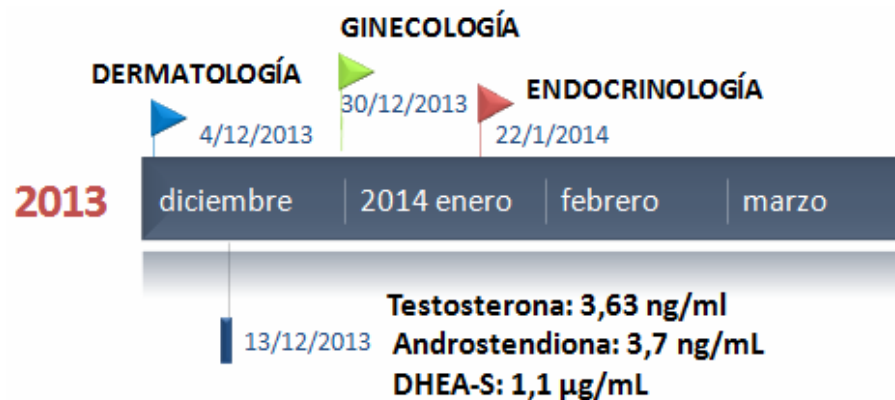 GINECOLOGÍA
DERMATOLOGÍA
30/12/2013
ENDOCRINOLOGÍA
4/12/2013
22/1/2014
2013
diciembre
2014 enero
febrero
marzo
Testosterona: 3,63 ng/ml
13/12/2013
Androstendiona: 3,7 ng/mL
DHEA-S: 1,1 µg/mL